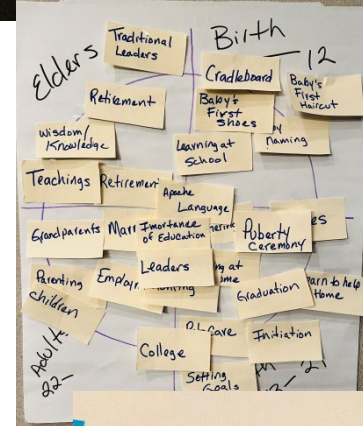 Elders
Traditional
Leaders
Birth
12
Cradleboard
Baby's
First
Haircut
Retirement
Baby's
First
Shoes
Naming
Wisdom/
Knowledge
Learning at
School
Teachings
Retirement
Apache
Language
Grandparents
Importance
of Education
Puberty
Ceremony
Parenting
Leaders
Graduation
Home
Children
College
Initiation
Adult
22-
Setting
Goals